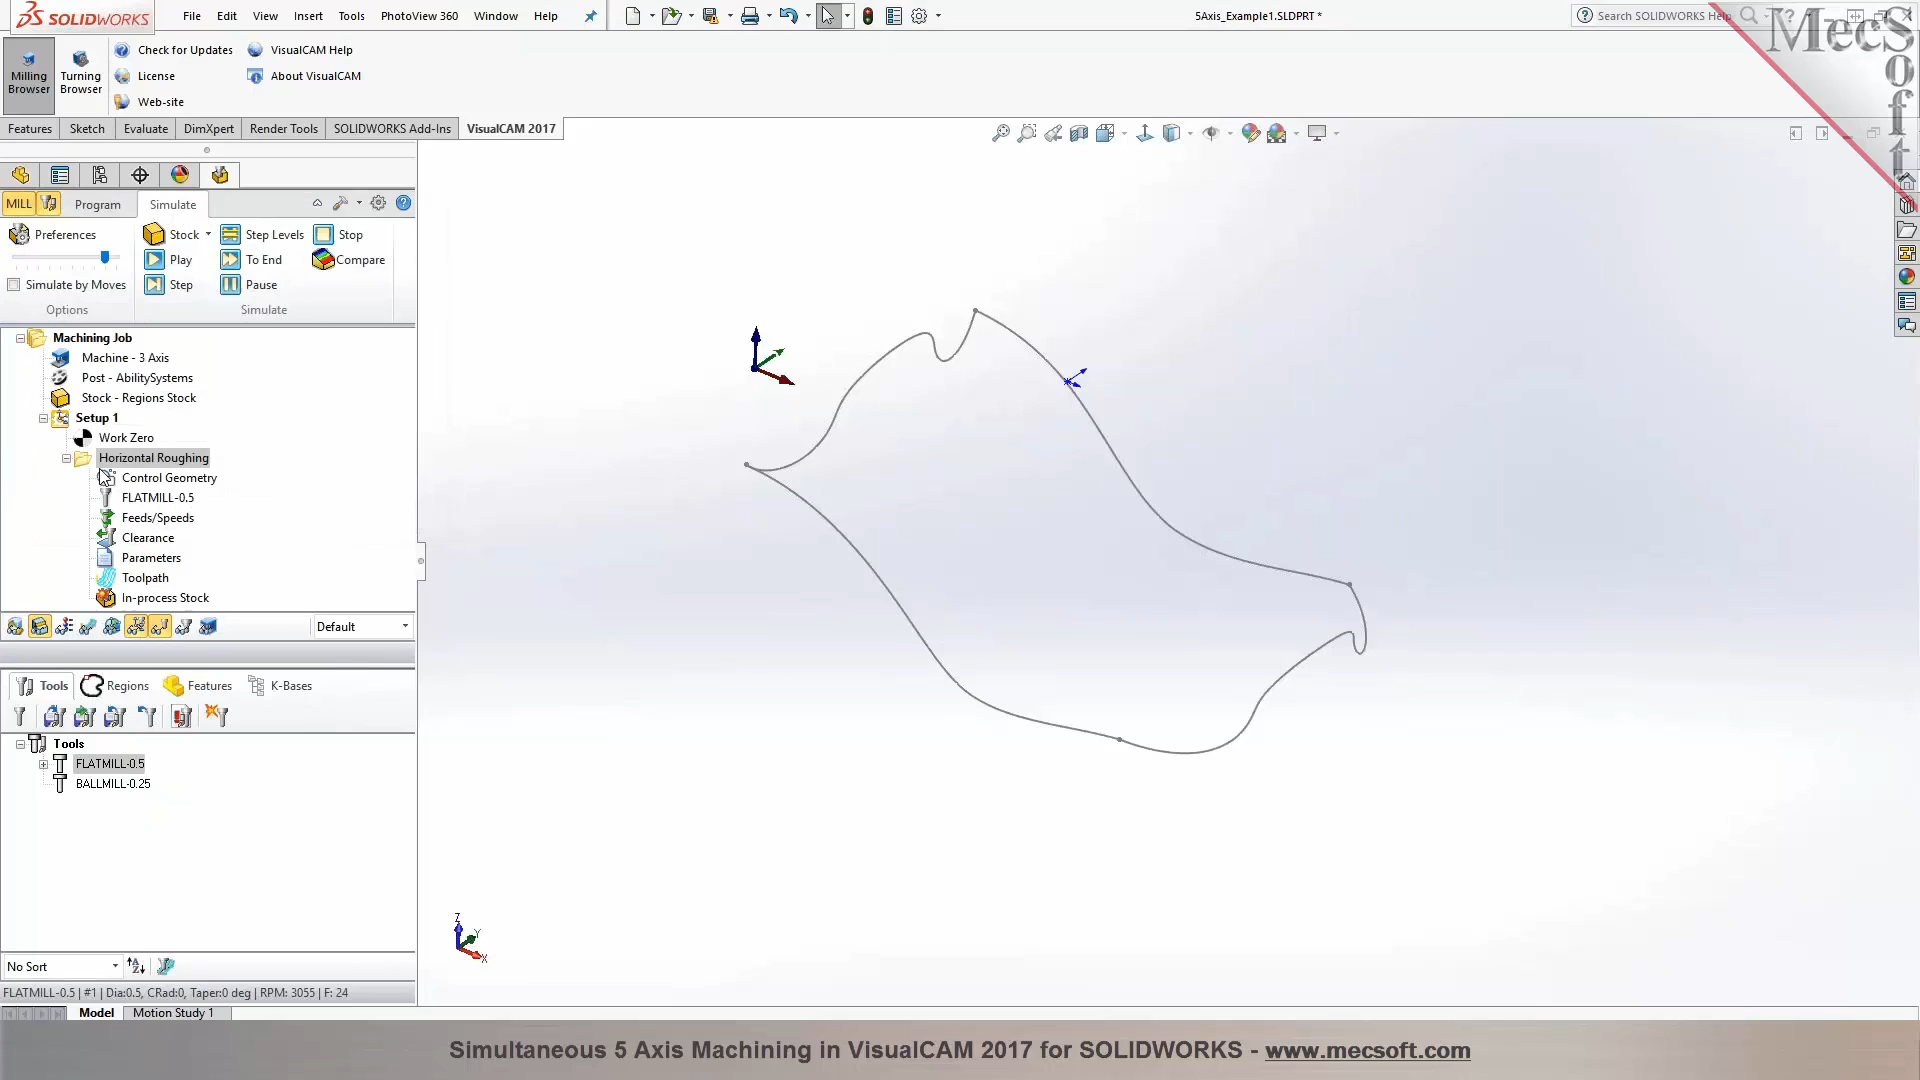 SOLIDWORKS File Edit View Insert Tools PhotoView 360 Window Help 5Axis_Example1.SLDPRT * Search SOLIDWORKS Help
MecSoft
Milling Browser
Turning Browser
Check for Updates VisualCAM Help
License About VisualCAM
Web-site
Features Sketch Evaluate DimXpert Render Tools SOLIDWORKS Add-Ins VisualCAM 2017
MILL Program Simulate
Preferences Stock Step Levels Stop
Play To End Compare
Simulate by Moves Step Pause
Options Simulate
Machining Job
Machine - 3 Axis
Post - AbilitySystems
Stock - Regions Stock
Setup 1
Work Zero
Horizontal Roughing
Control Geometry
FLATMILL-0.5
Feeds/Speeds
Clearance
Parameters
Toolpath
In-process Stock
Default
Tools Regions Features K-Bases
Tools
FLATMILL-0.5
BALLMILL-0.25
Z
Y
X
No Sort
FLATMILL-0.5 | #1 | Dia:0.5, CRad:0, Taper:0 deg | RPM: 3055 | F: 24
Model Motion Study 1
Simultaneous 5 Axis Machining in VisualCAM 2017 for SOLIDWORKS - www.mecsoft.com